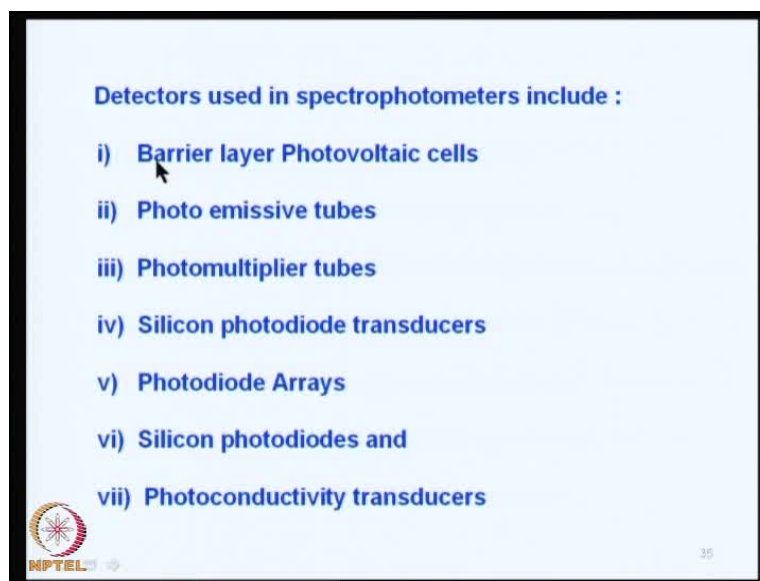 Detectors used in spectrophotometers include :
i) Barrier layer Photovoltaic cells
ii) Photo emissive tubes
iii) Photomultiplier tubes
iv) Silicon photodiode transducers
v) Photodiode Arrays
vi) Silicon photodiodes and
vii) Photoconductivity transducers
NPTEL
35